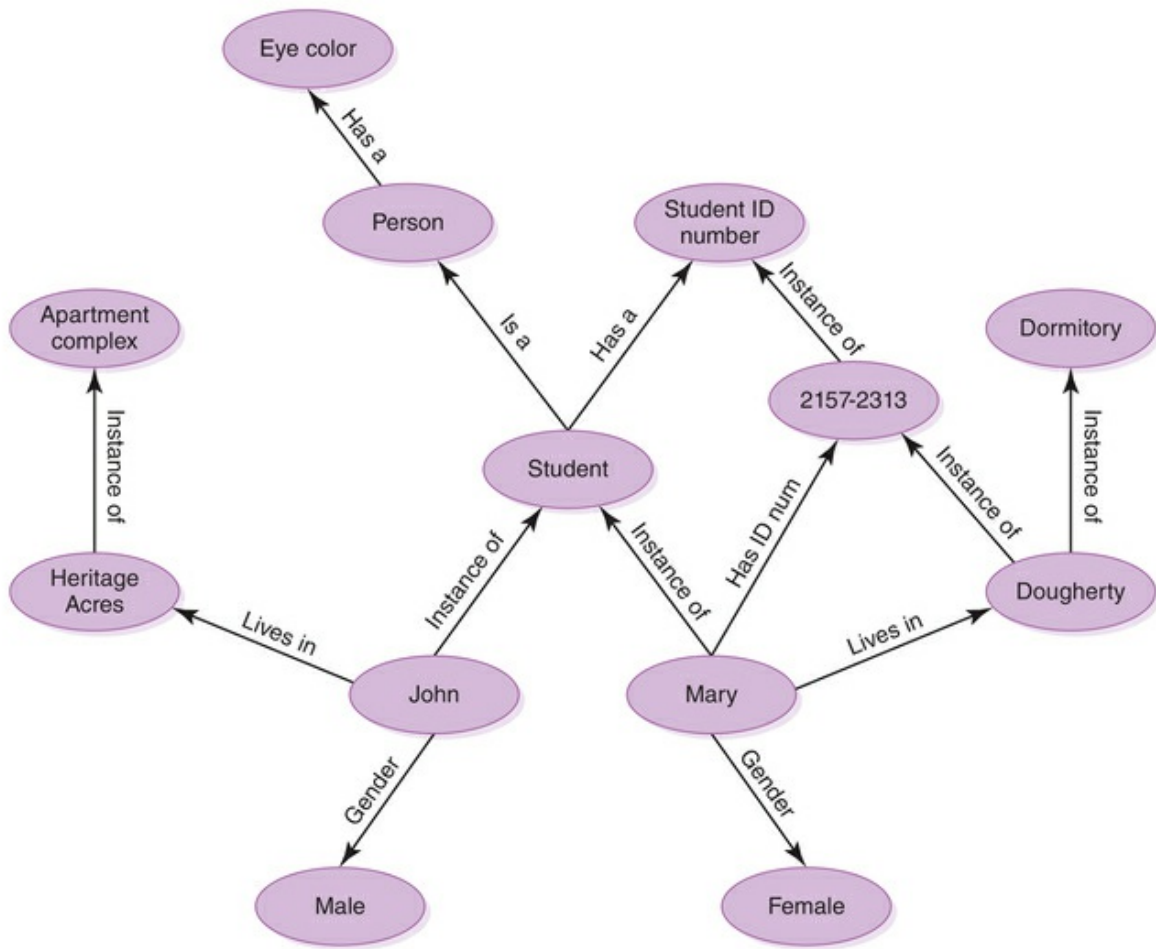 Eye color
Has a
Person
Student ID
number
Instance of
Is a
Has a
Apartment
complex
Dormitory
2157-2313
Instance of
Student
Instance of
Instance of
Has ID num
Instance of
Instance of
Heritage
Acres
Dougherty
Lives in
Lives in
John
Mary
Gender
Gender
Male
Female